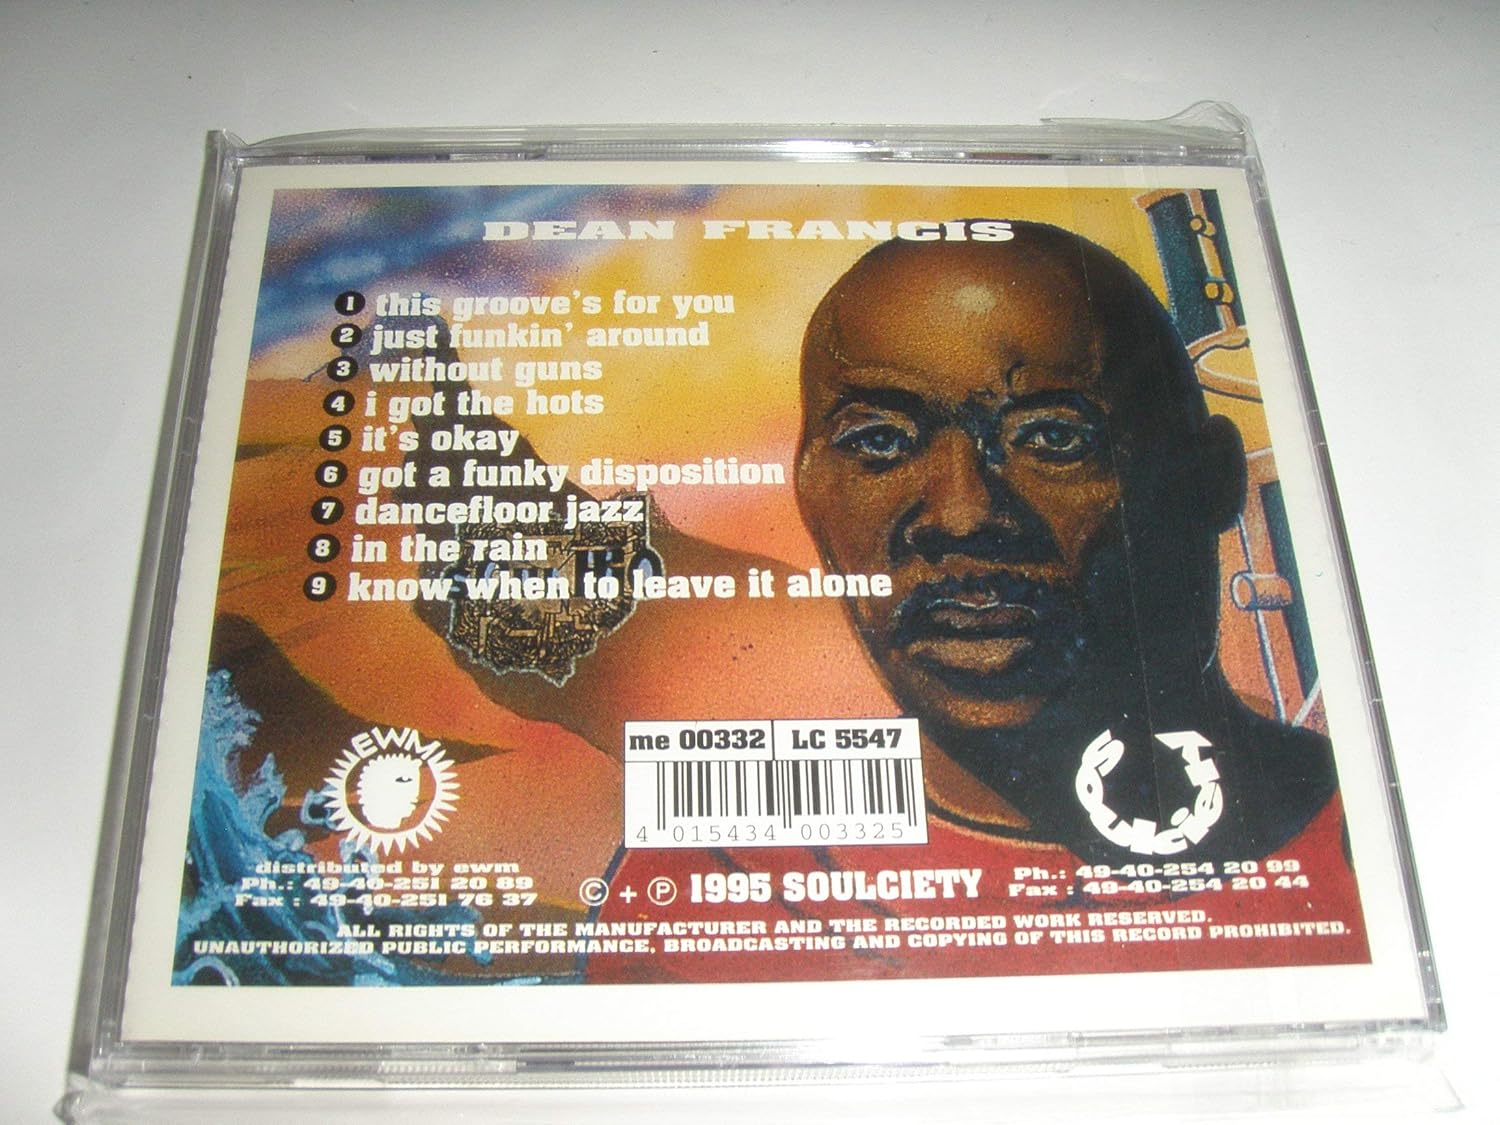 DEAN FRANCIS
1 this groove's for you
2 just funkin' around
3 without guns
4 i got the hots
5 it's okay
6 got a funky disposition
7 dancefloor jazz
8 in the rain
9 know when to leave it alone
me 00332 LC 5547
4 015434 003325
EWM
SOULCIETY
distributed by ewm
Ph.: 49-40-251 20 89
Fax : 49-40-251 76 37
© + ℗ 1995 SOULCIETY
Ph.: 49-40-254 20 99
Fax : 49-40-254 20 44
ALL RIGHTS OF THE MANUFACTURER AND THE RECORDED WORK RESERVED.
UNAUTHORIZED PUBLIC PERFORMANCE, BROADCASTING AND COPYING OF THIS RECORD PROHIBITED.